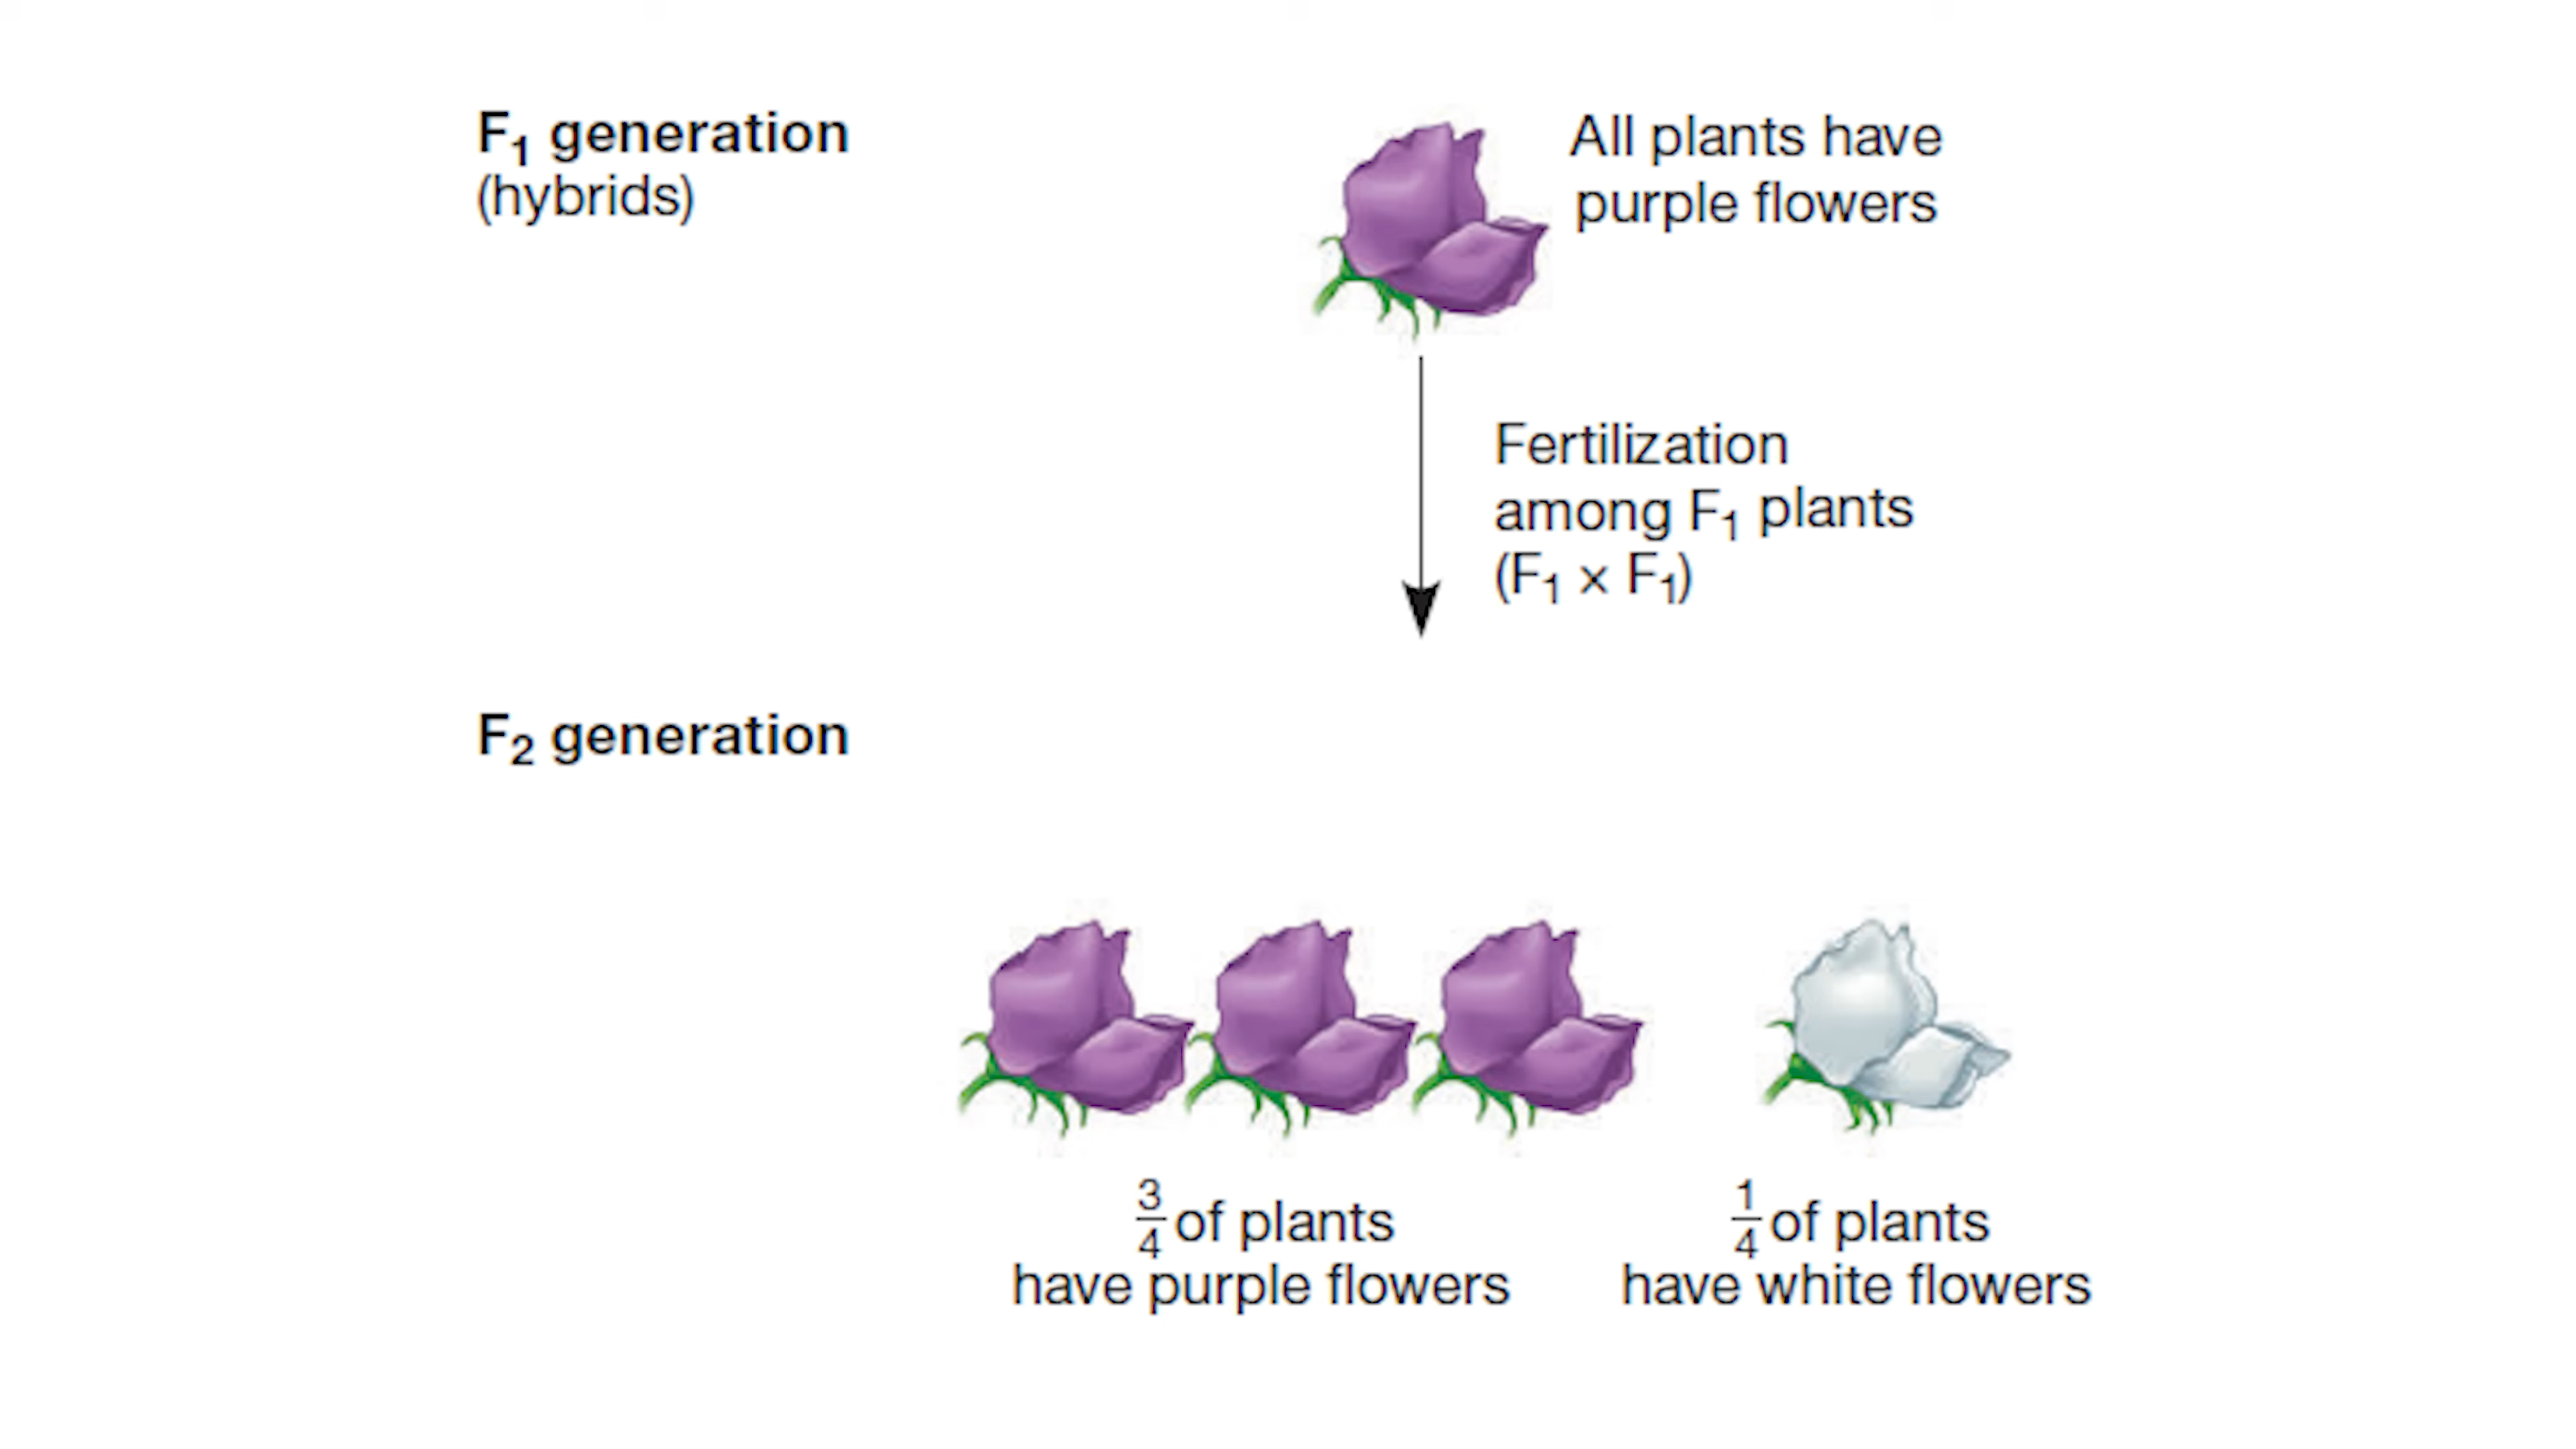 F₁ generation
(hybrids)
All plants have
purple flowers
Fertilization
among F₁ plants
(F₁ x F₁)
F₂ generation
3/4 of plants
have purple flowers
1/4 of plants
have white flowers